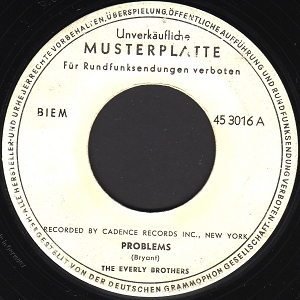 ALLE HERSTELLER- UND URHEBERRECHTE VORBEHALTEN, ÜBERSPIELUNG, ÖFFENTLICHE AUFFÜHRUNG UND RUNDFUNKSENDUNG VERBOTEN
Unverkäufliche
MUSTERPLATTE
Für Rundfunksendungen verboten
BIEM
45 3016 A
RECORDED BY CADENCE RECORDS INC., NEW YORK
PROBLEMS
(Bryant)
THE EVERLY BROTHERS
HERGESTELLT VON DER DEUTSCHEN GRAMMOPHON GESELLSCHAFT